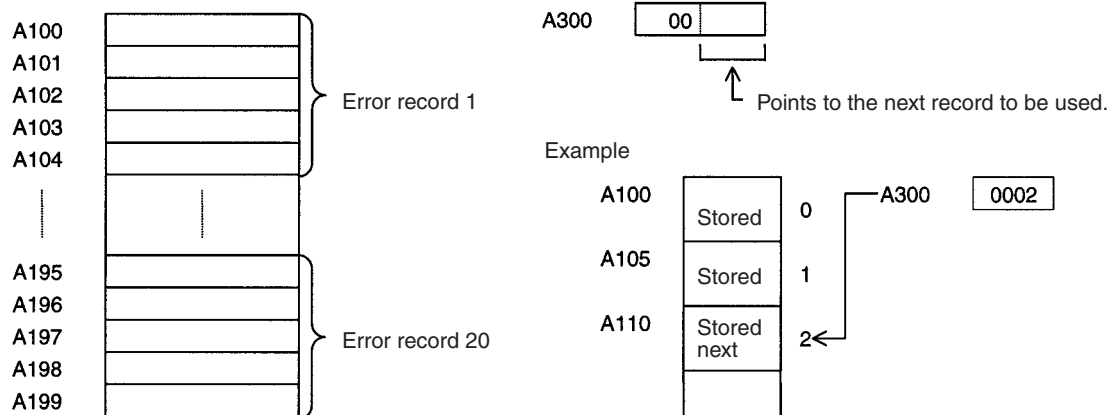 A100
A101
A102
A103
A104
Error record 1
A195
A196
A197
A198
A199
Error record 20
A300 00
Points to the next record to be used.
Example
A100 Stored 0
A105 Stored 1
A110 Stored next 2
A300 0002